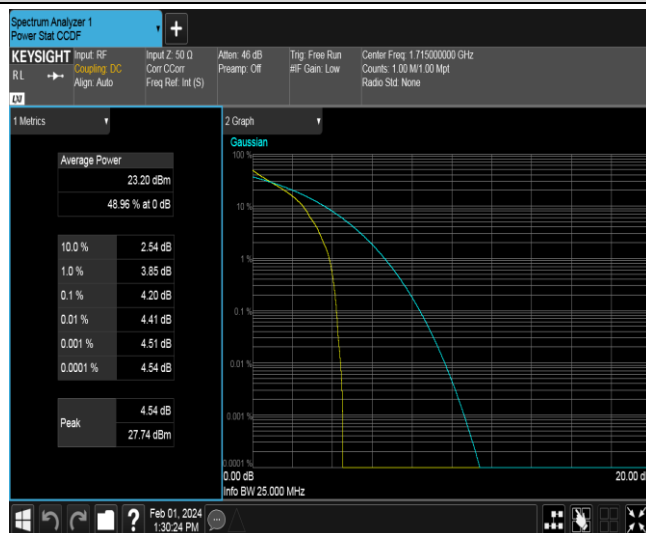 Spectrum Analyzer 1
Power Stat CCDF
+
KEYSIGHT
RL
LXI
Input: RF
Coupling: DC
Align: Auto
Input Z: 50 Ω
Corr CCorr
Freq Ref: Int (S)
Atten: 46 dB
Preamp: Off
Trig: Free Run
#IF Gain: Low
Center Freq: 1.715000000 GHz
Counts: 1.00 M/1.00 Mpt
Radio Std: None
1 Metrics
Average Power
23.20 dBm
48.96 % at 0 dB
10.0 % 2.54 dB
1.0 % 3.85 dB
0.1 % 4.20 dB
0.01 % 4.41 dB
0.001 % 4.51 dB
0.0001 % 4.54 dB
Peak
4.54 dB
27.74 dBm
2 Graph
Gaussian
100 %
10 %
1 %
0.1 %
0.01 %
0.001 %
0.0001 %
0.00 dB
20.00 d
Info BW 25.000 MHz
?
Feb 01, 2024
1:30:24 PM